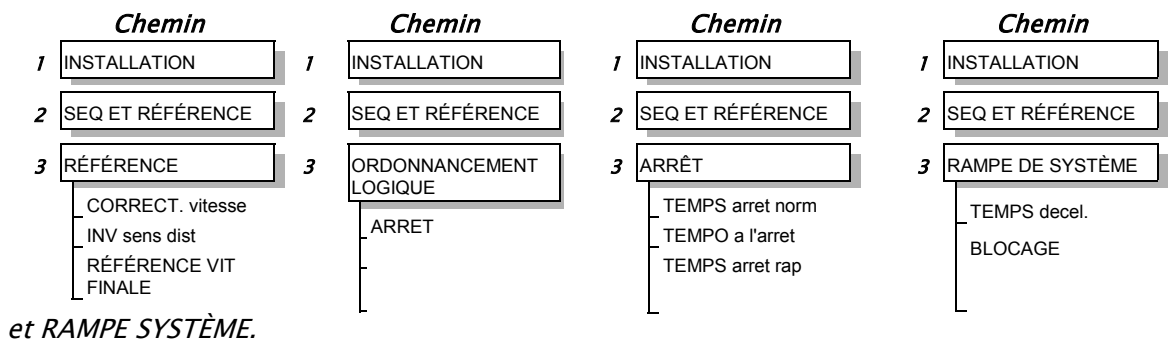 Chemin
1 INSTALLATION
2 SEQ ET RÉFÉRENCE
3 RÉFÉRENCE
CORRECT. vitesse
INV sens dist
RÉFÉRENCE VIT
FINALE
Chemin
1 INSTALLATION
2 SEQ ET RÉFÉRENCE
3 ORDONNANCEMENT
LOGIQUE
ARRET
Chemin
1 INSTALLATION
2 SEQ ET RÉFÉRENCE
3 ARRÊT
TEMPS arret norm
TEMPO a l'arret
TEMPS arret rap
Chemin
1 INSTALLATION
2 SEQ ET RÉFÉRENCE
3 RAMPE DE SYSTÈME
TEMPS decel.
BLOCAGE
et RAMPE SYSTÈME.